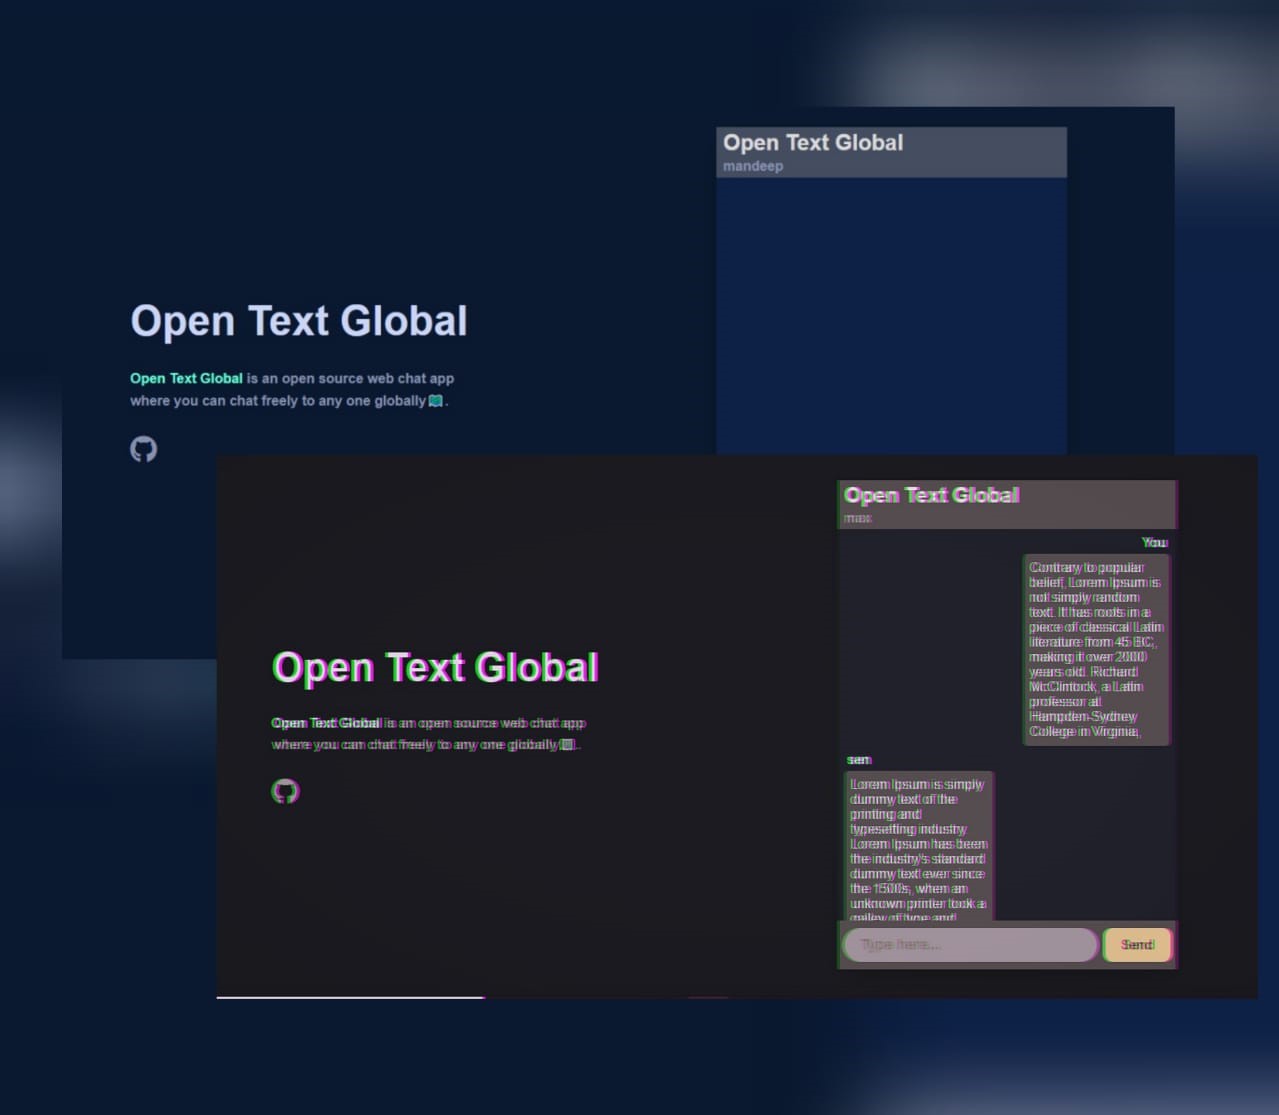 Open Text Global
mandeep
Open Text Global
Open Text Global is an open source web chat app
where you can chat freely to any one globally.
Open Text Global
max
You
Contrary to popular
belief, Lorem Ipsum is
not simply random
text. It has roots in a
piece of classical Latin
literature from 45 BC,
making it over 2000
years old. Richard
McClintock, a Latin
professor at
Hampden-Sydney
College in Virginia,
Open Text Global
Open Text Global is an open source web chat app
where you can chat freely to any one globally.
sen
Lorem Ipsum is simply
dummy text of the
printing and
typesetting industry.
Lorem Ipsum has been
the industry's standard
dummy text ever since
the 1500s, when an
unknown printer took a
galley of type and
Type here...
Send